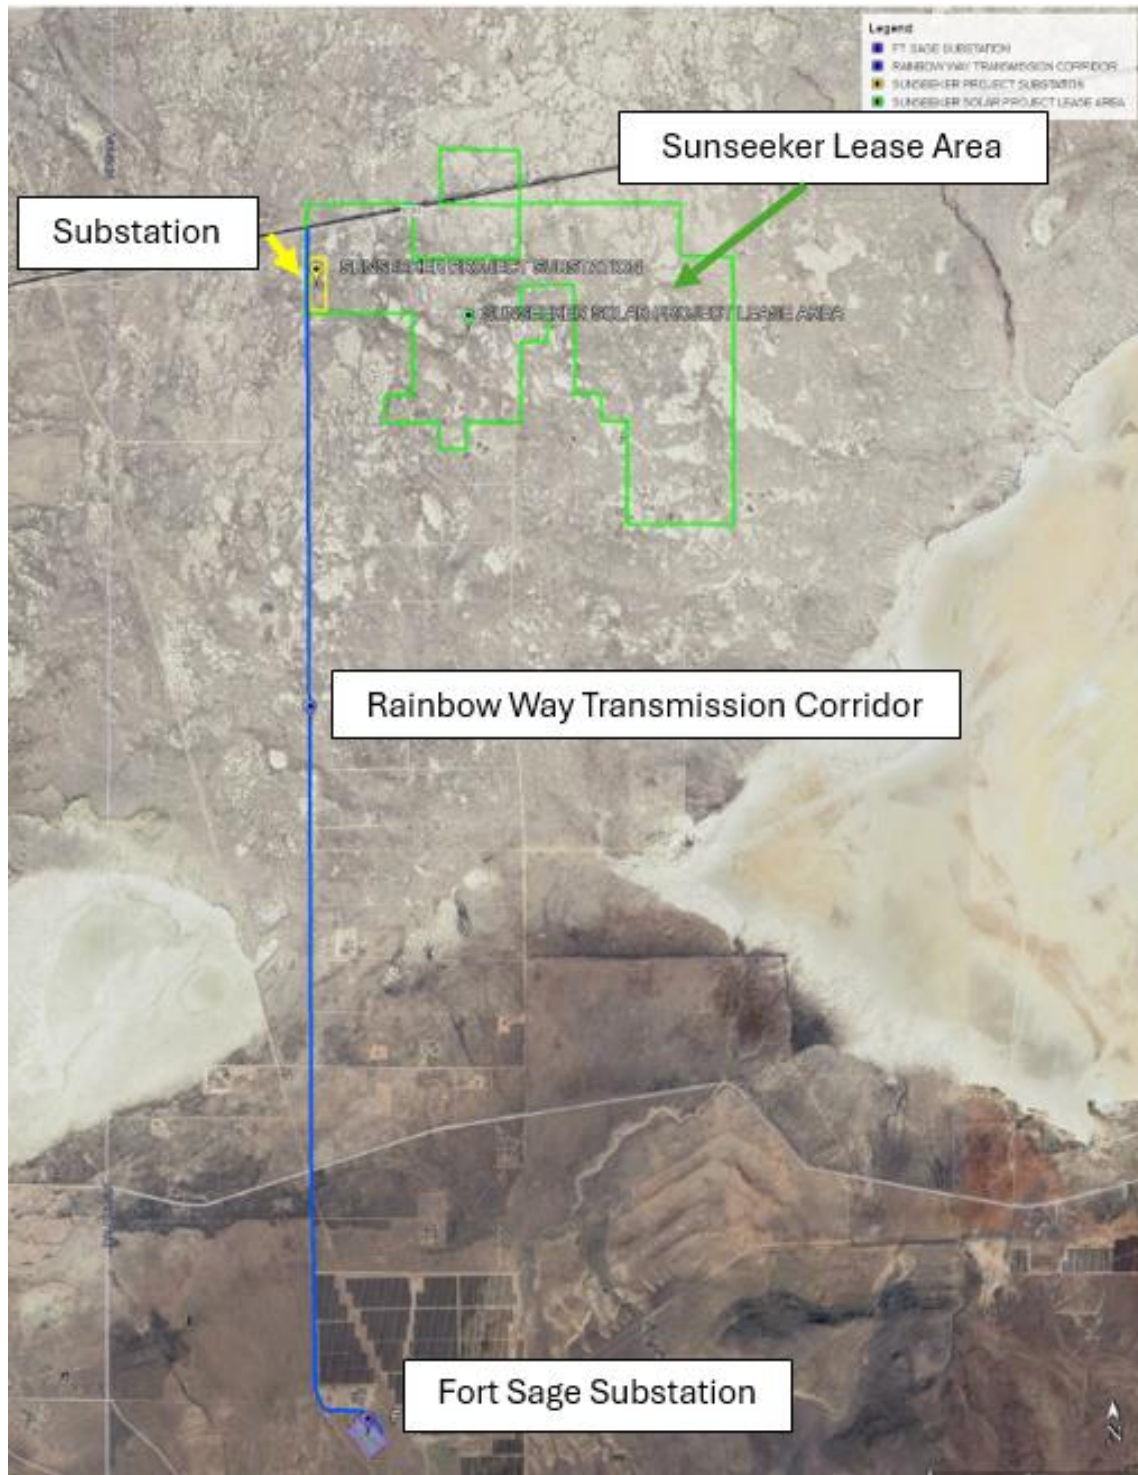 Legend
FT SAGE SUBSTATION
RAINBOW WAY TRANSMISSION CORRIDOR
SUNSEEKER PROJECT SUBSTATION
SUNSEEKER SOLAR PROJECT LEASE AREA
Sunseeker Lease Area
Substation
SUNSEEKER PROJECT SUBSTATION
SUNSEEKER SOLAR PROJECT LEASE AREA
Rainbow Way Transmission Corridor
Fort Sage Substation
N